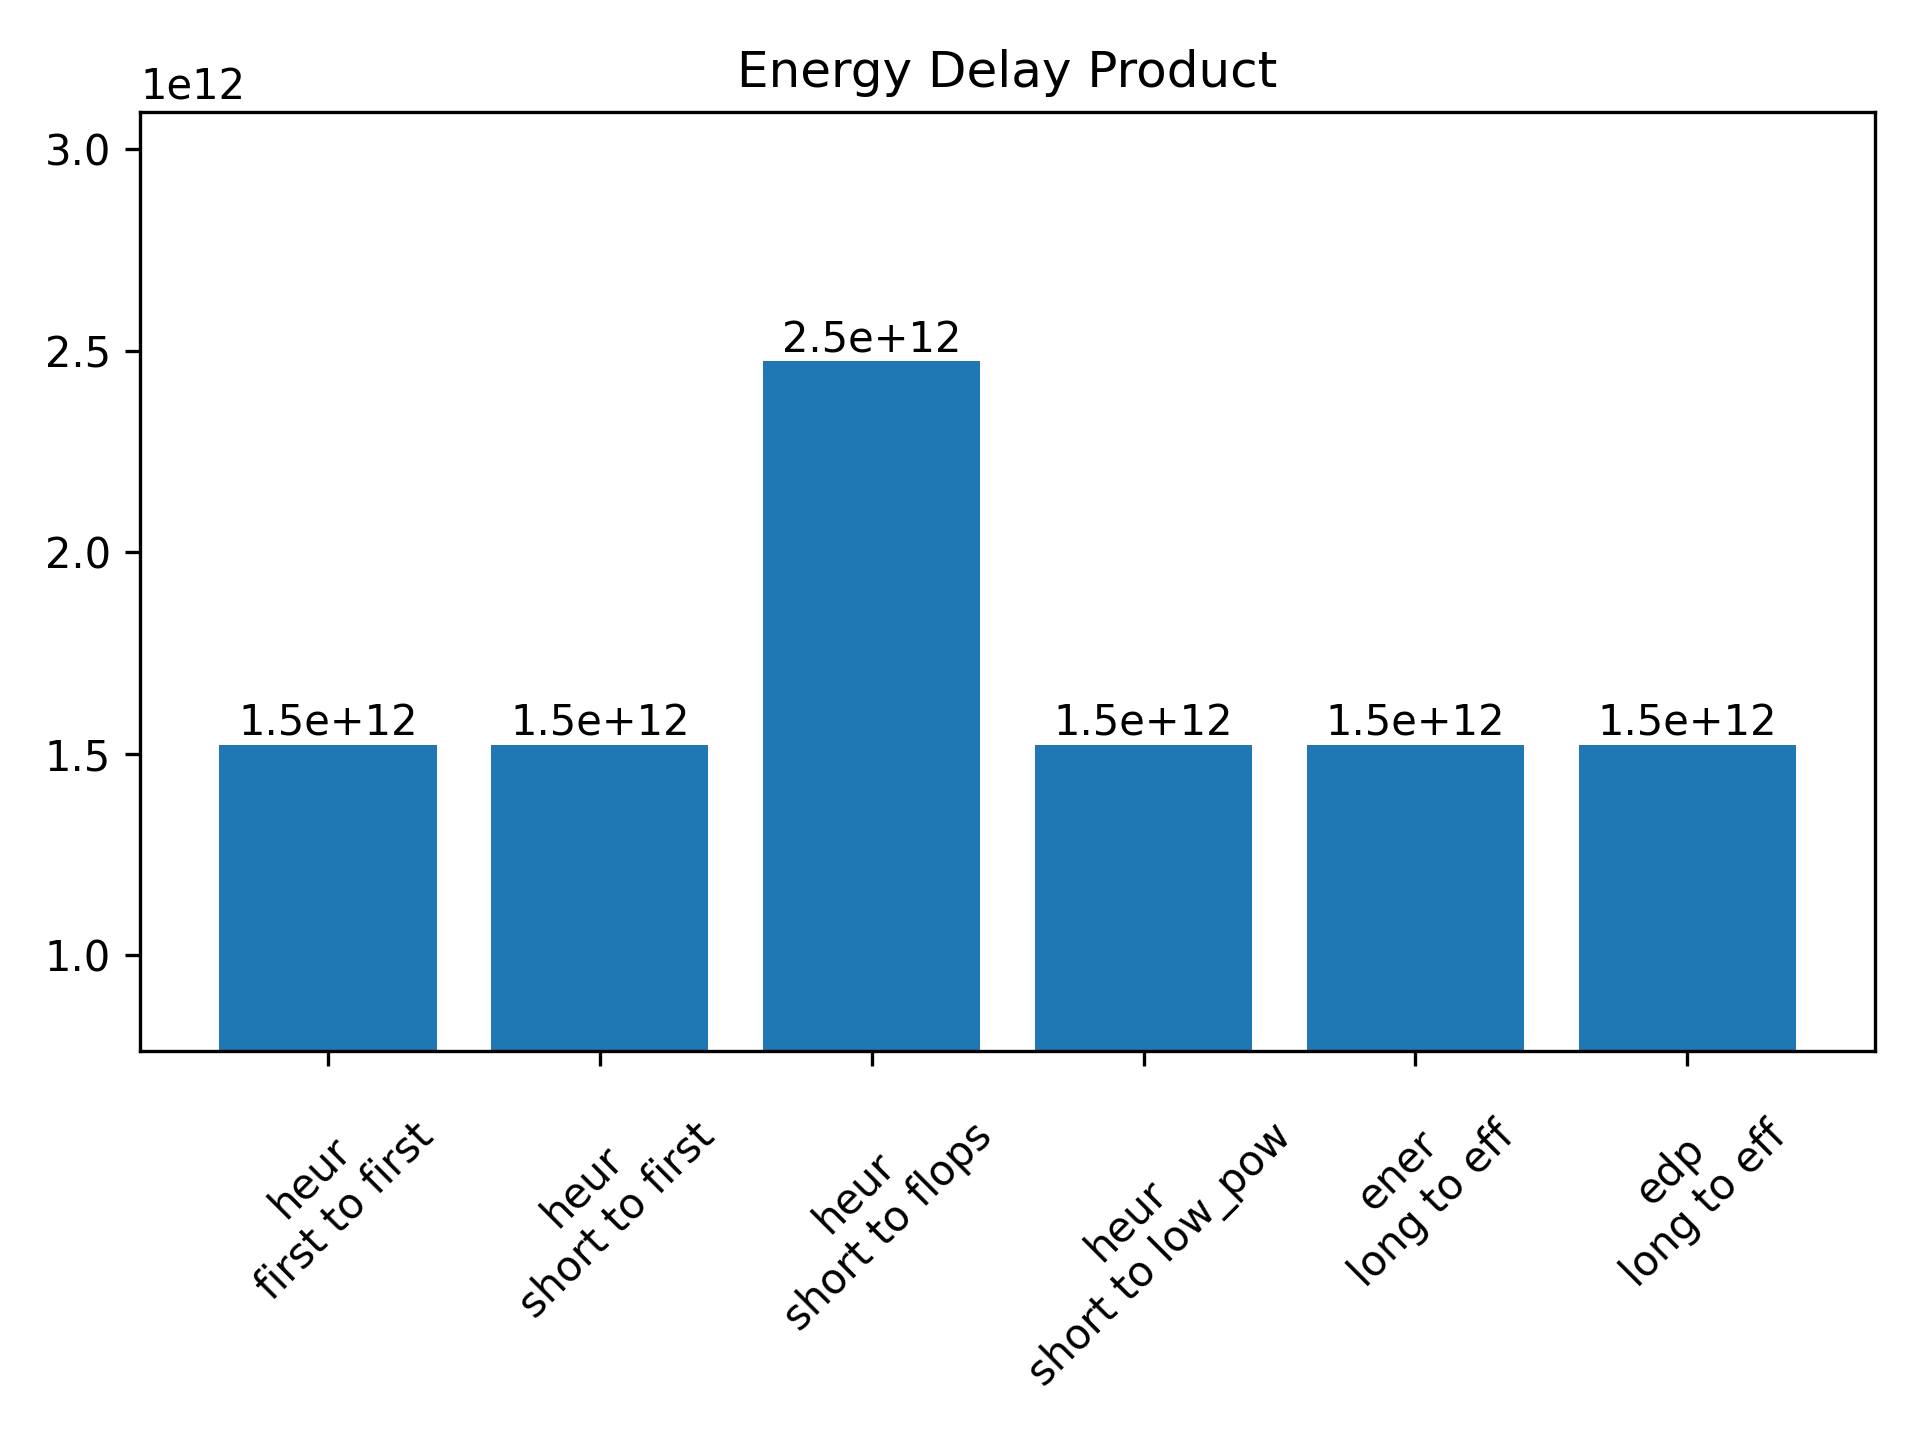 Energy Delay Product
1e12
3.0
2.5
2.0
1.5
1.0
1.5e+12
1.5e+12
2.5e+12
1.5e+12
1.5e+12
1.5e+12
heur
first to first
heur
short to first
heur
short to flops
heur
short to low_pow
ener
long to eff
edp
long to eff